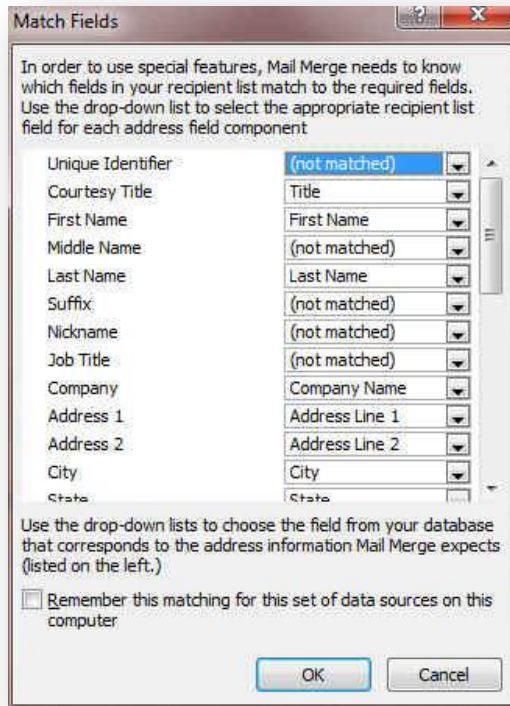 Match Fields
In order to use special features, Mail Merge needs to know
which fields in your recipient list match to the required fields.
Use the drop-down list to select the appropriate recipient list
field for each address field component
Unique Identifier (not matched)
Courtesy Title Title
First Name First Name
Middle Name (not matched)
Last Name Last Name
Suffix (not matched)
Nickname (not matched)
Job Title (not matched)
Company Company Name
Address 1 Address Line 1
Address 2 Address Line 2
City City
State State
Use the drop-down lists to choose the field from your database
that corresponds to the address information Mail Merge expects
(listed on the left.)
Remember this matching for this set of data sources on this
computer
OK Cancel